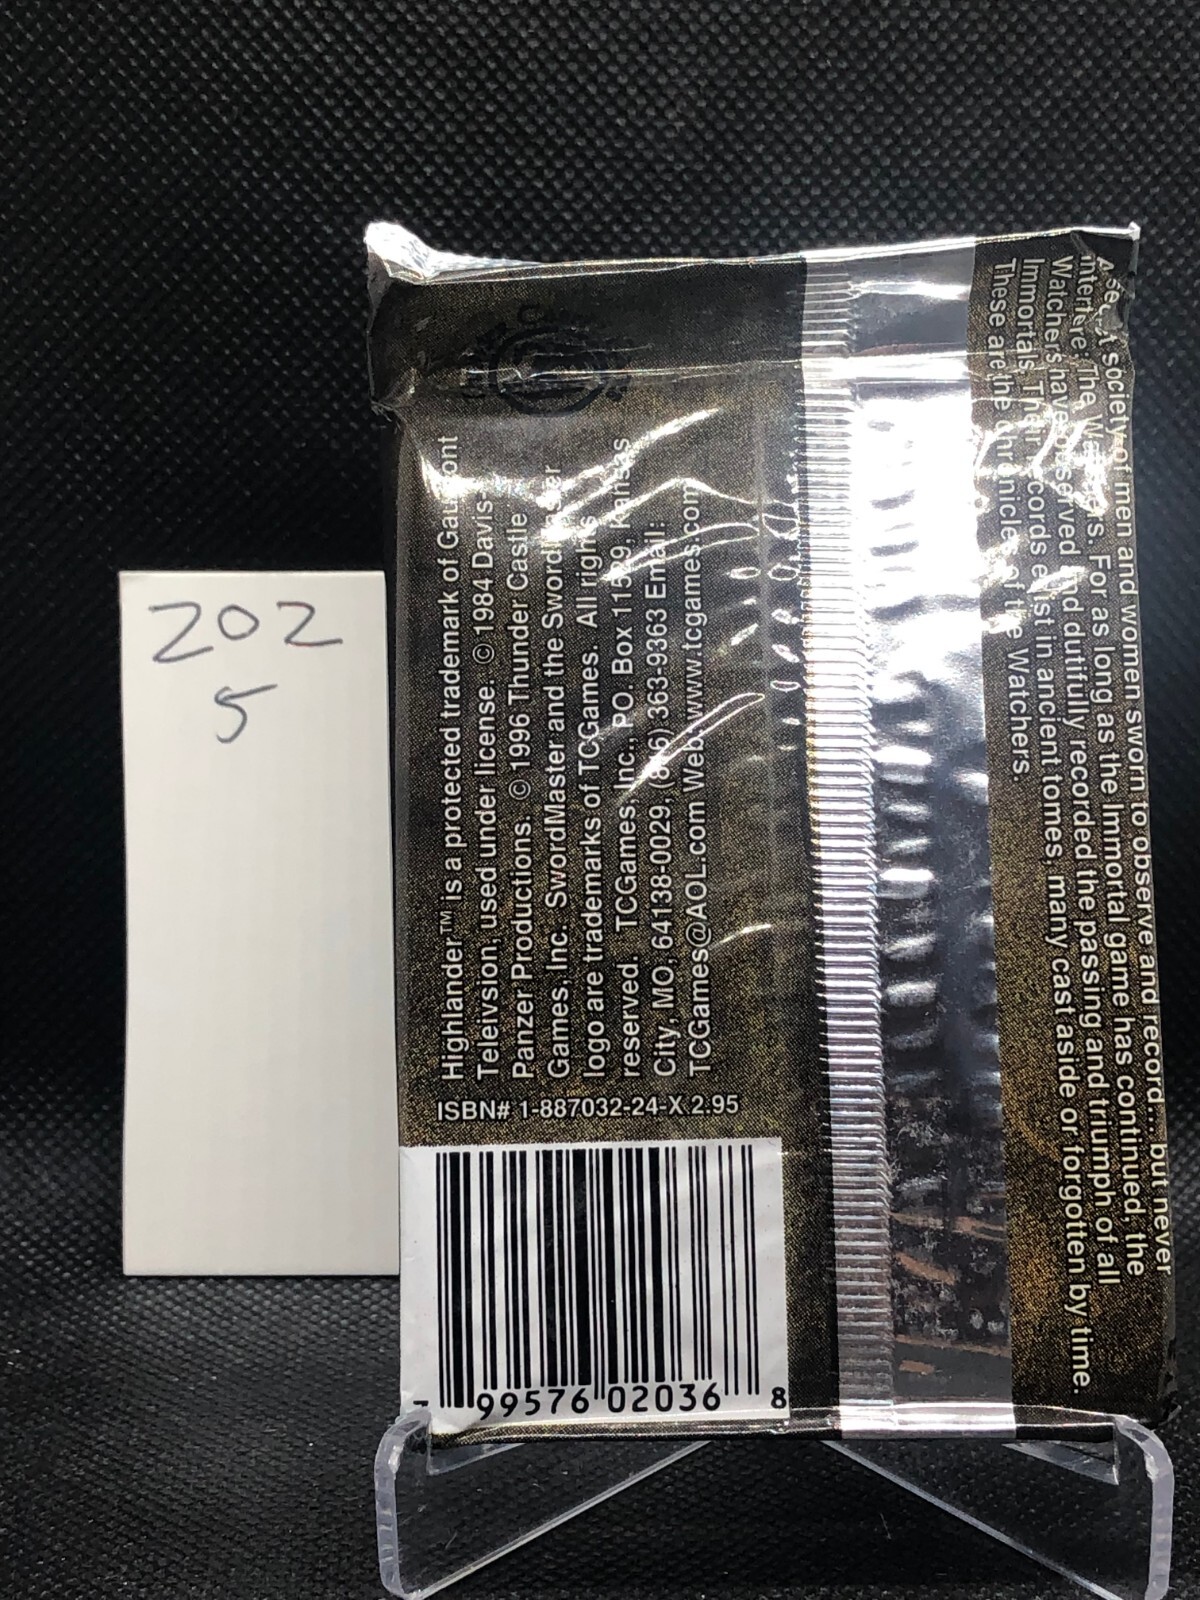 202
5
Highlander™ is a protected trademark of Gaumont
Teleivsion, used under license. © 1984 Davis-
Panzer Productions. © 1996 Thunder Castle
Games, Inc. SwordMaster and the SwordMaster
logo are trademarks of TCGames. All rights
reserved. TCGames, Inc., P.O. Box 11529, Kansas
City, MO, 64138-0029, (816) 363-9363 Email:
TCGames@AOL.com Web: www.tcgames.com
ISBN# 1-887032-24-X 2.95
7 99576 02036 8
A secret society of men and women sworn to observe and record... but never
interfere: The Watchers. For as long as the Immortal game has continued, the
Watchers have observed and dutifully recorded the passing and triumph of all
Immortals. Their records exist in ancient tomes, many cast aside or forgotten by time.
These are the chronicles of the Watchers.